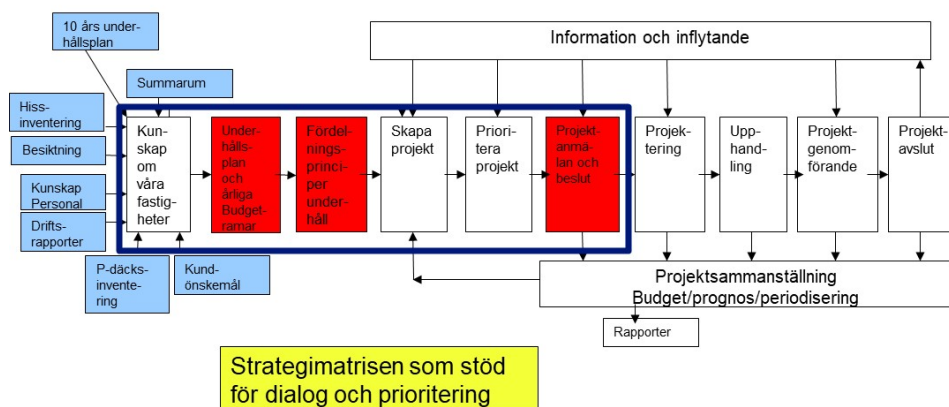 10 års under-
hållsplan
Summarum
Hiss-
inventering
Besiktning
Kunskap
Personal
Drifts-
rapporter
P-däcks-
invente-
ring
Kund-
önskemål
Information och inflytande
Kun-
skap
om
våra
fastig-
heter
Under-
hålls-
plan
och
årliga
Budget-
ramar
Fördel-
nings-
princi-
per
under-
håll
Skapa
projekt
Priori-
tera
projekt
Projekt-
anmä-
lan och
beslut
Projek-
tering
Upp-
hand-
ling
Projekt-
genom-
förande
Projekt-
avslut
Projektsammanställning
Budget/prognos/periodisering
Rapporter
Strategimatrisen som stöd
för dialog och prioritering